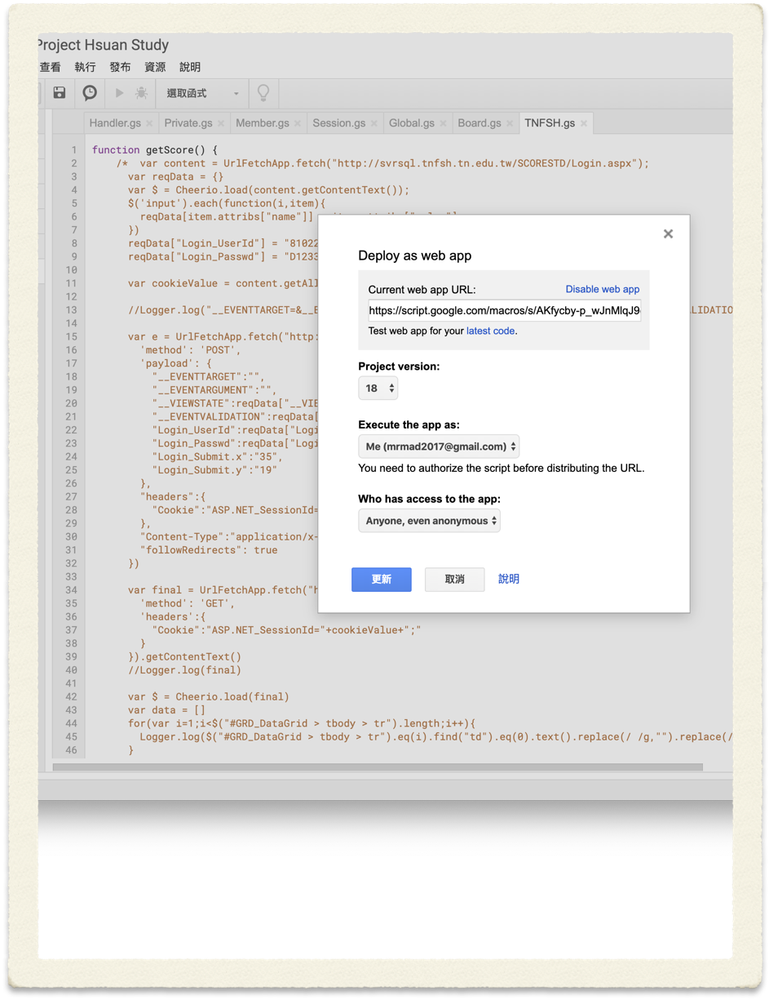 Project Hsuan Study
查看 執行 發布 資源 說明
選取函式
Handler.gs × Private.gs × Member.gs × Session.gs × Global.gs × Board.gs × TNFSH.gs ×
1 function getScore() {
2 /* var content = UrlFetchApp.fetch("http://svrsql.tnfsh.tn.edu.tw/SCORESTD/Login.aspx");
3 var reqData = {}
4 var $ = Cheerio.load(content.getContentText());
5 $('input').each(function(i,item){
6 reqData[item.attribs["name"]]
7 })
8 reqData["Login_UserId"] = "81022
9 reqData["Login_Passwd"] = "D1233
10
11 var cookieValue = content.getAll
12
13 //Logger.log("__EVENTTARGET=&__E LIDATIO
14
15 var e = UrlFetchApp.fetch("http:
16 'method': 'POST',
17 'payload': {
18 "__EVENTTARGET":"",
19 "__EVENTARGUMENT":"",
20 "__VIEWSTATE":reqData["__VIE
21 "__EVENTVALIDATION":reqData[
22 "Login_UserId":reqData["Logi
23 "Login_Passwd":reqData["Logi
24 "Login_Submit.x":"35",
25 "Login_Submit.y":"19"
26 },
27 "headers":{
28 "Cookie":"ASP.NET_SessionId=
29 },
30 "Content-Type":"application/x-
31 "followRedirects": true
32 })
33
34 var final = UrlFetchApp.fetch("h
35 'method': 'GET',
36 'headers':{
37 "Cookie":"ASP.NET_SessionId="+cookieValue+";"
38 }
39 }).getContentText()
40 //Logger.log(final)
41
42 var $ = Cheerio.load(final)
43 var data = []
44 for(var i=1;i<$("#GRD_DataGrid > tbody > tr").length;i++){
45 Logger.log($("#GRD_DataGrid > tbody > tr").eq(i).find("td").eq(0).text().replace(/ /g,"").replace(/
46 }
×
Deploy as web app
Current web app URL: Disable web app
https://script.google.com/macros/s/AKfycby-p_wJnMlqJ9
Test web app for your latest code.
Project version:
18
Execute the app as:
Me (mrmad2017@gmail.com)
You need to authorize the script before distributing the URL.
Who has access to the app:
Anyone, even anonymous
更新 取消 說明